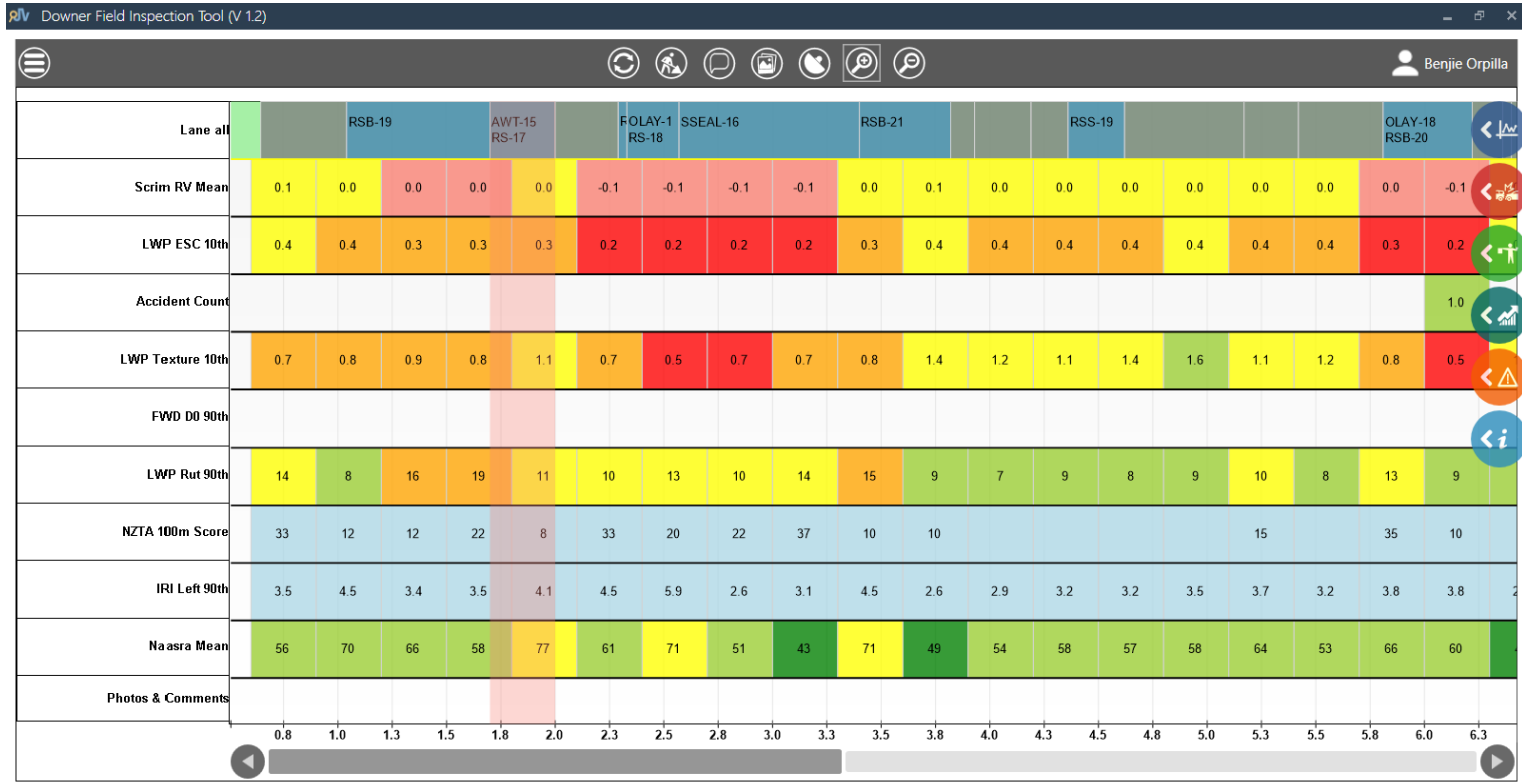 Downer Field Inspection Tool (V 1.2)
Benjie Orpilla
Lane all RSB-19 AWT-15 OLAY-1 SSEAL-16 RSB-21 RSS-19 OLAY-18
RS-17 RS-18 RSB-20
Scrim RV Mean 0.1 0.0 0.0 0.0 0.0 -0.1 -0.1 -0.1 -0.1 0.0 0.1 0.0 0.0 0.0 0.0 0.0 0.0 0.0 -0.1
LWP ESC 10th 0.4 0.4 0.3 0.3 0.3 0.2 0.2 0.2 0.2 0.3 0.4 0.4 0.4 0.4 0.4 0.4 0.4 0.3 0.2
Accident Count 1.0
LWP Texture 10th 0.7 0.8 0.9 0.8 1.1 0.7 0.5 0.7 0.7 0.8 1.4 1.2 1.1 1.4 1.6 1.1 1.2 0.8 0.5
FWD D0 90th
LWP Rut 90th 14 8 16 19 11 10 13 10 14 15 9 7 9 8 9 10 8 13 9
NZTA 100m Score 33 12 12 22 8 33 20 22 37 10 10 15 35 10
IRI Left 90th 3.5 4.5 3.4 3.5 4.1 4.5 5.9 2.6 3.1 4.5 2.6 2.9 3.2 3.2 3.5 3.7 3.2 3.8 3.8
Naasra Mean 56 70 66 58 77 61 71 51 43 71 49 54 58 57 58 64 53 66 60
Photos & Comments
0.8 1.0 1.3 1.5 1.8 2.0 2.3 2.5 2.8 3.0 3.3 3.5 3.8 4.0 4.3 4.5 4.8 5.0 5.3 5.5 5.8 6.0 6.3